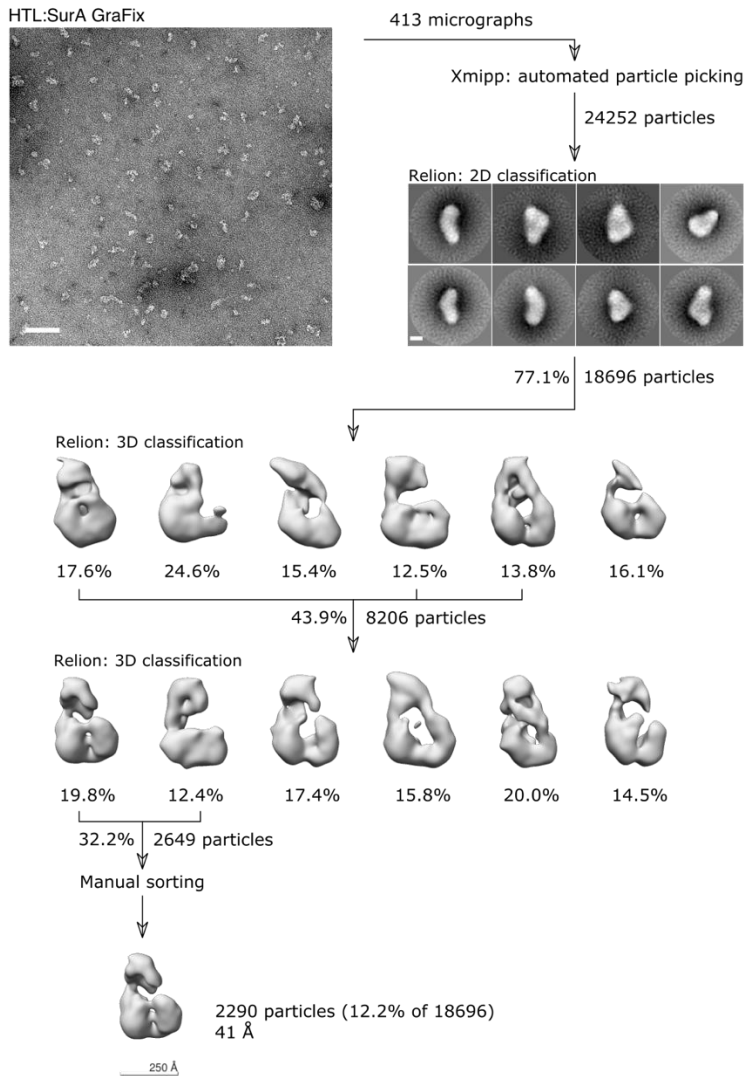 HTL:SurA GraFix
413 micrographs
Xmipp: automated particle picking
24252 particles
Relion: 2D classification
77.1% 18696 particles
Relion: 3D classification
17.6% 24.6% 15.4% 12.5% 13.8% 16.1%
43.9% 8206 particles
Relion: 3D classification
19.8% 12.4% 17.4% 15.8% 20.0% 14.5%
32.2% 2649 particles
Manual sorting
2290 particles (12.2% of 18696)
41 Å
250 Å